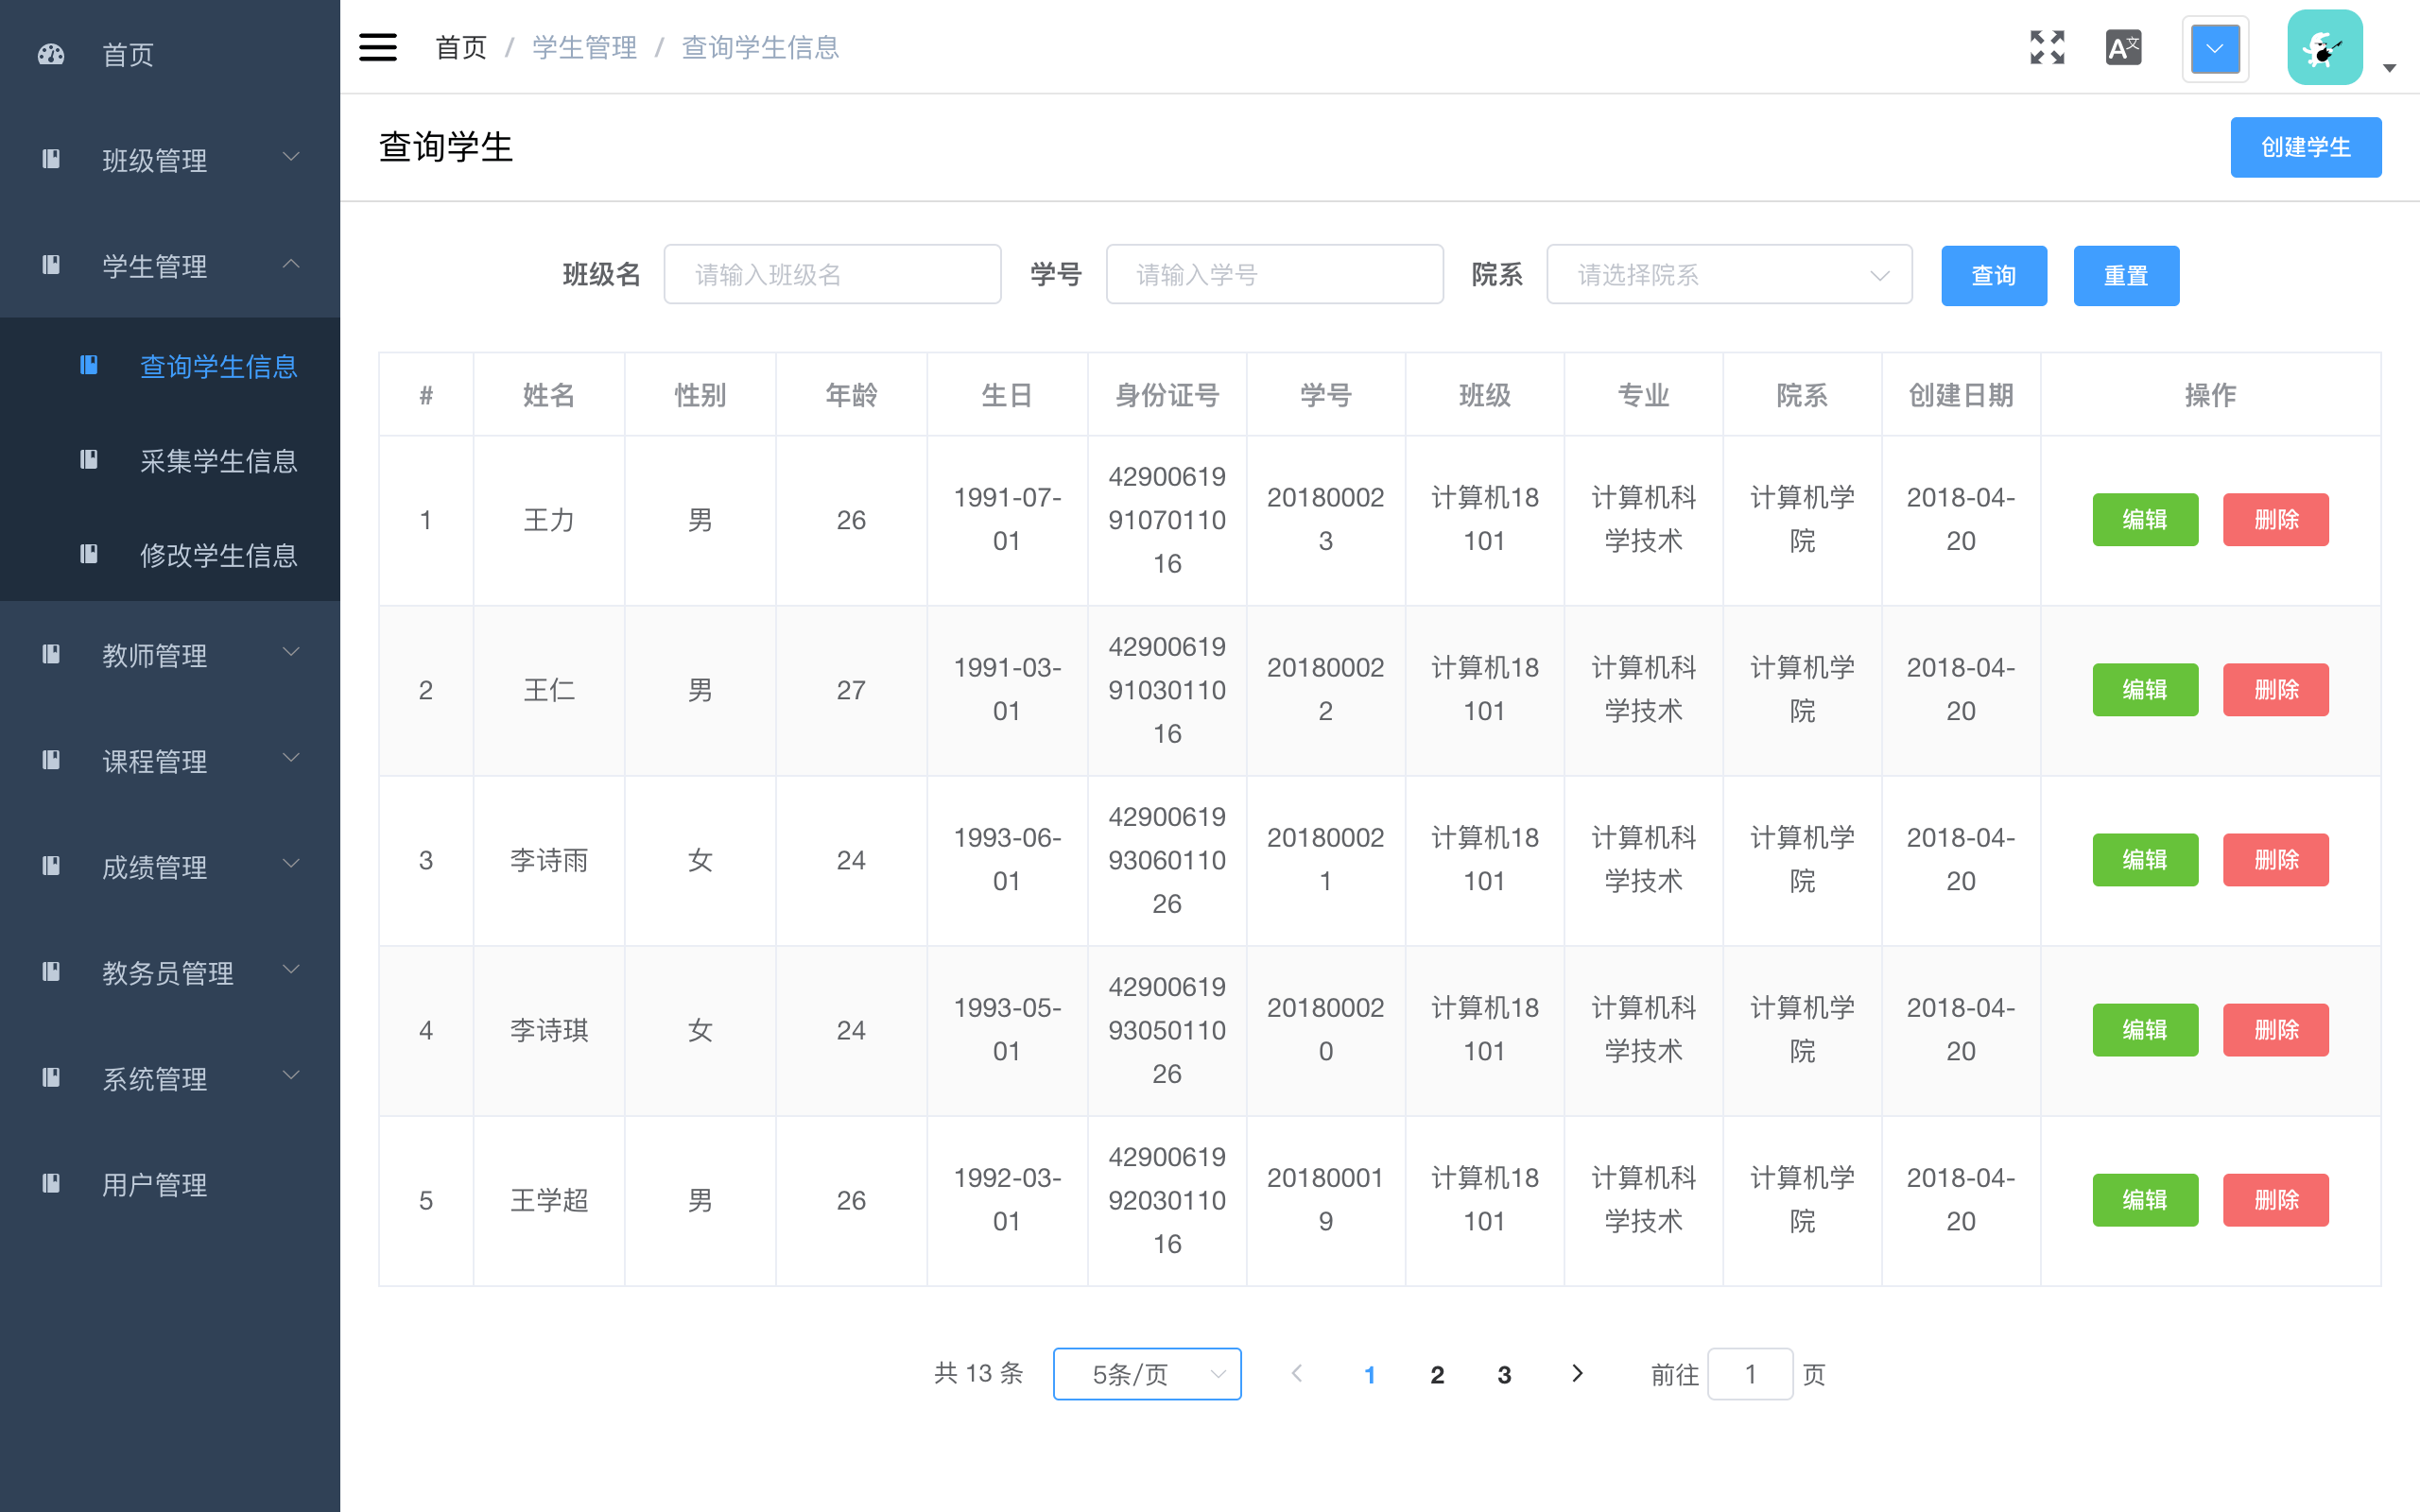 首页
班级管理
学生管理
查询学生信息
采集学生信息
修改学生信息
教师管理
课程管理
成绩管理
教务员管理
系统管理
用户管理
首页 / 学生管理 / 查询学生信息
A文
查询学生
创建学生
班级名 请输入班级名 学号 请输入学号 院系 请选择院系 查询 重置
# 姓名 性别 年龄 生日 身份证号 学号 班级 专业 院系 创建日期 操作
1 王力 男 26 1991-07-01 429006199107011016 201800023 计算机18101 计算机科学技术 计算机学院 2018-04-20 编辑 删除
2 王仁 男 27 1991-03-01 429006199103011016 201800022 计算机18101 计算机科学技术 计算机学院 2018-04-20 编辑 删除
3 李诗雨 女 24 1993-06-01 429006199306011026 201800021 计算机18101 计算机科学技术 计算机学院 2018-04-20 编辑 删除
4 李诗琪 女 24 1993-05-01 429006199305011026 201800020 计算机18101 计算机科学技术 计算机学院 2018-04-20 编辑 删除
5 王学超 男 26 1992-03-01 429006199203011016 201800019 计算机18101 计算机科学技术 计算机学院 2018-04-20 编辑 删除
共 13 条 5条/页 1 2 3 前往 1 页